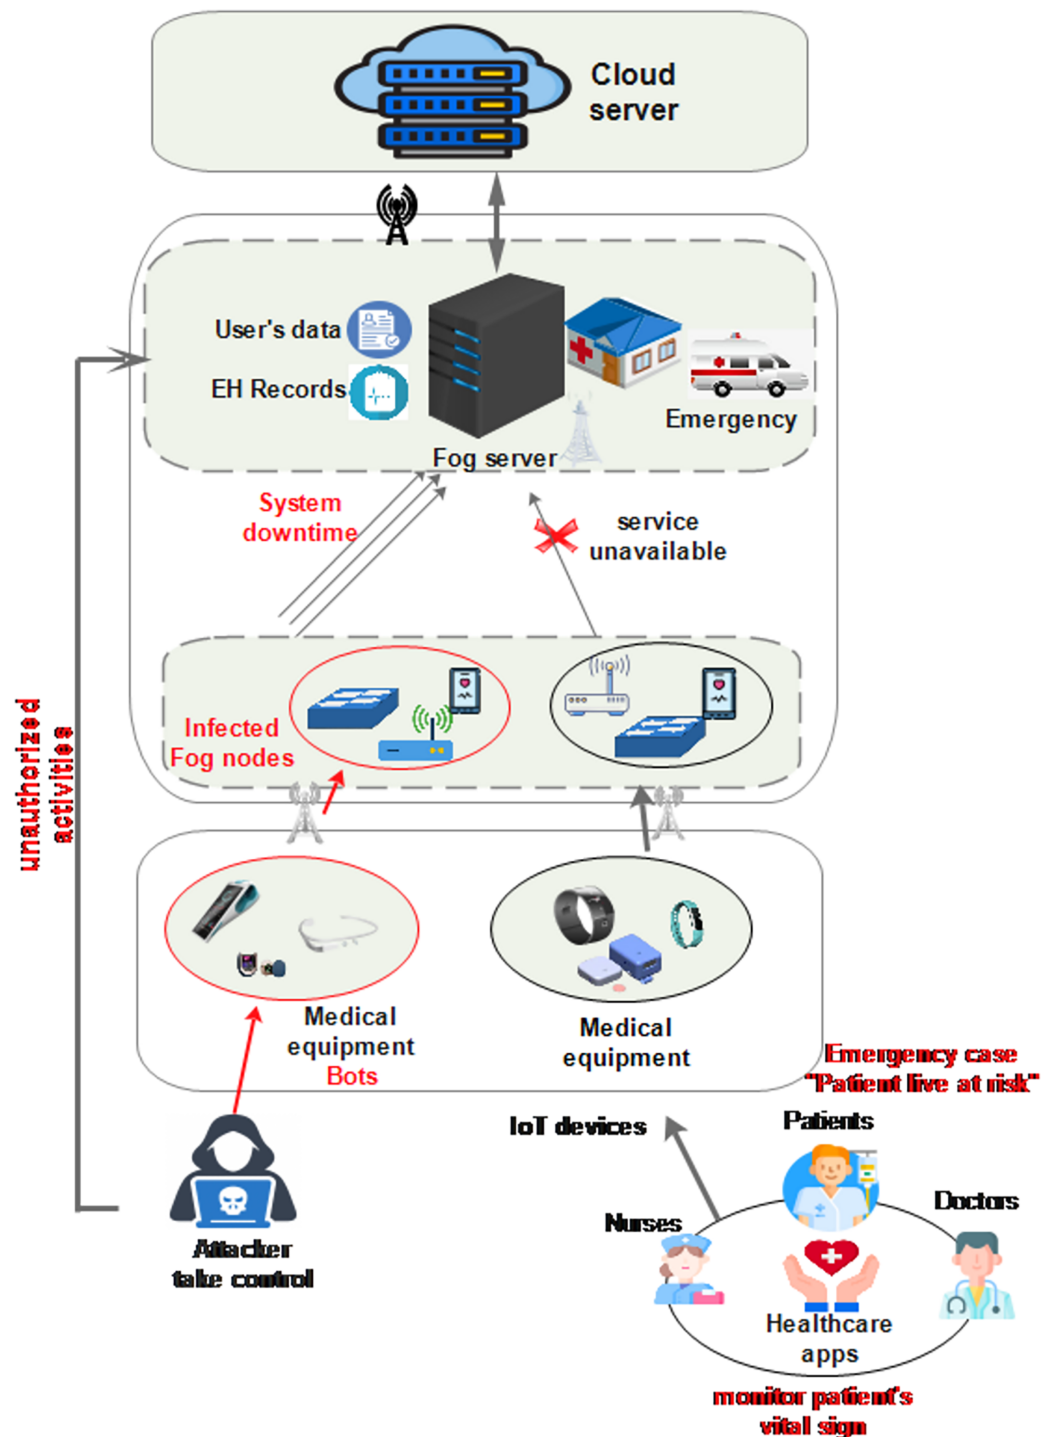 Cloud
server
User's data
EH Records
Emergency
Fog server
System
downtime
service
unavailable
unauthorized
activities
Infected
Fog nodes
Medical
equipment
Bots
Medical
equipment
Emergency case
"Patient live at risk"
IoT devices
Patients
Nurses
Doctors
Attacker
take control
Healthcare
apps
monitor patient's
vital sign